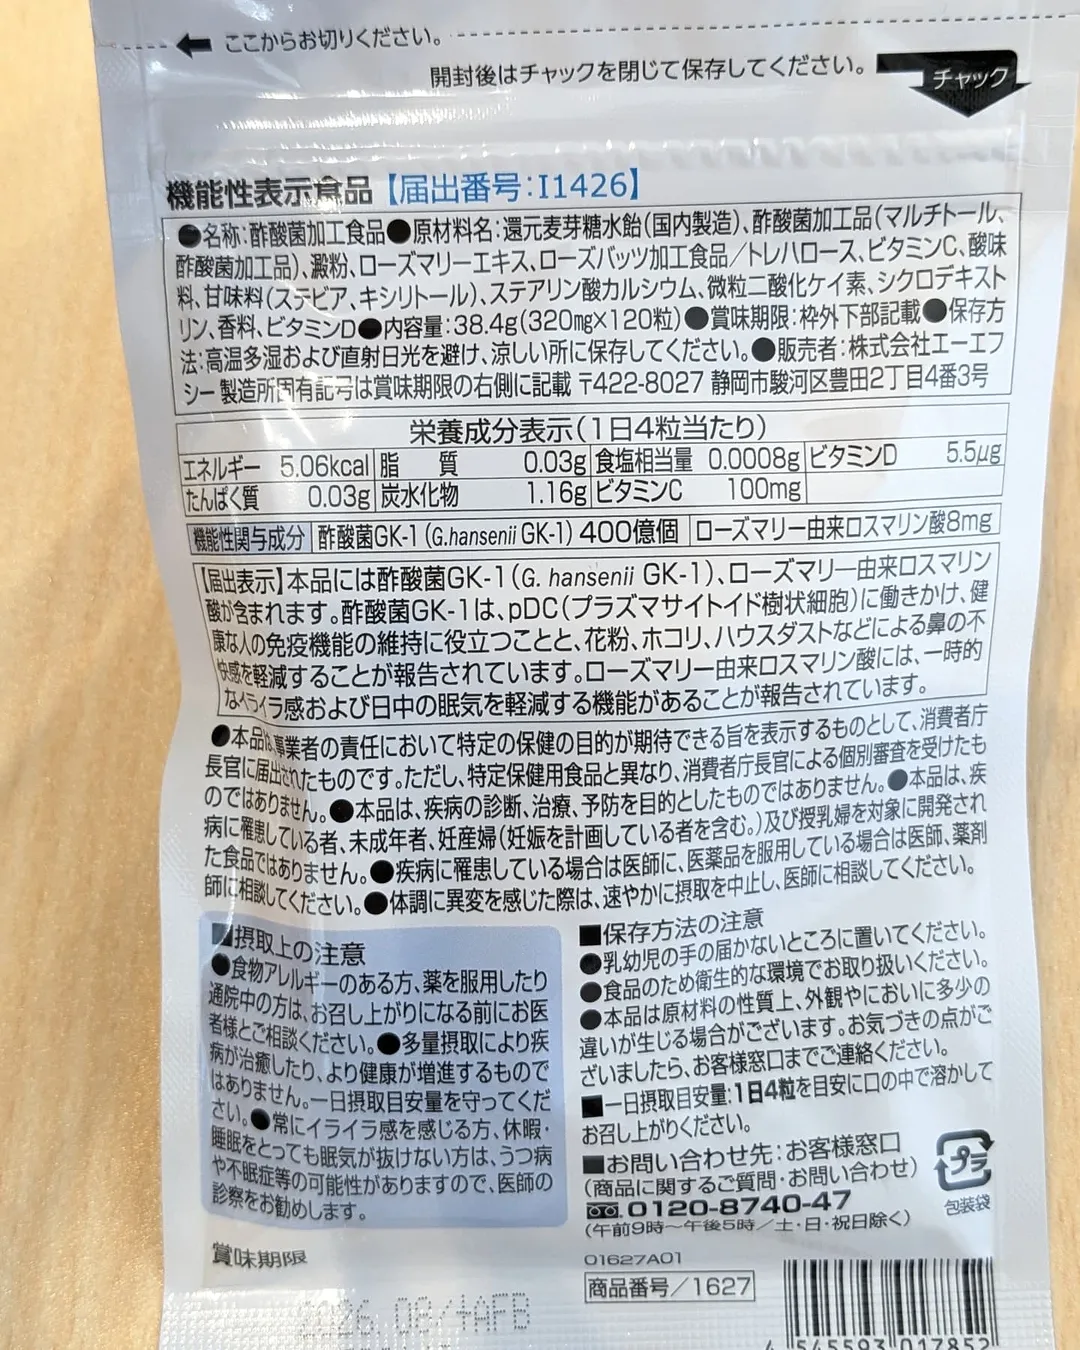 ここからお切りください。
開封後はチャックを閉じて保存してください。
チャック
機能性表示食品【届出番号:I1426】
●名称:酢酸菌加工食品●原材料名:還元麦芽糖水飴(国内製造)、酢酸菌加工品(マルチトール、
酢酸菌加工品)、澱粉、ローズマリーエキス、ローズバッツ加工食品/トレハロース、ビタミンC、酸味
料、甘味料(ステビア、キシリトール)、ステアリン酸カルシウム、微粒二酸化ケイ素、シクロデキスト
リン、香料、ビタミンD●内容量:38.4g(320mg×120粒)●賞味期限:枠外下部記載●保存方
法:高温多湿および直射日光を避け、涼しい所に保存してください。●販売者:株式会社エーエフ
シー 製造所固有記号は賞味期限の右側に記載 〒422-8027 静岡市駿河区豊田2丁目4番3号
栄養成分表示(1日4粒当たり)
エネルギー 5.06kcal 脂 質 0.03g 食塩相当量 0.0008g ビタミンD 5.5μg
たんぱく質 0.03g 炭水化物 1.16g ビタミンC 100mg
機能性関与成分 酢酸菌GK-1(G.hansenii GK-1) 400億個 ローズマリー由来ロスマリン酸8mg
【届出表示】本品には酢酸菌GK-1(G. hansenii GK-1)、ローズマリー由来ロスマリン
酸が含まれます。酢酸菌GK-1は、pDC(プラズマサイトイド樹状細胞)に働きかけ、健
康な人の免疫機能の維持に役立つことと、花粉、ホコリ、ハウスダストなどによる鼻の不
快感を軽減することが報告されています。ローズマリー由来ロスマリン酸には、一時的
なイライラ感および日中の眠気を軽減する機能があることが報告されています。
●本品は、事業者の責任において特定の保健の目的が期待できる旨を表示するものとして、消費者庁
長官に届出されたものです。ただし、特定保健用食品と異なり、消費者庁長官による個別審査を受けたも
のではありません。●本品は、疾病の診断、治療、予防を目的としたものではありません。●本品は、疾
病に罹患している者、未成年者、妊産婦(妊娠を計画している者を含む。)及び授乳婦を対象に開発され
た食品ではありません。●疾病に罹患している場合は医師に、医薬品を服用している場合は医師、薬剤
師に相談してください。●体調に異変を感じた際は、速やかに摂取を中止し、医師に相談してください。
■摂取上の注意
●食物アレルギーのある方、薬を服用したり
通院中の方は、お召し上がりになる前にお医
者様とご相談ください。●多量摂取により疾
病が治癒したり、より健康が増進するもので
はありません。一日摂取目安量を守ってくだ
さい。●常にイライラ感を感じる方、休暇・
睡眠をとっても眠気が抜けない方は、うつ病
や不眠症等の可能性がありますので、医師の
診察をお勧めします。
■保存方法の注意
●乳幼児の手の届かないところに置いてください。
●食品のため衛生的な環境でお取り扱いください。
●本品は原材料の性質上、外観やにおいに多少の
違いが生じる場合がございます。お気づきの点がご
ざいましたら、お客様窓口までご連絡ください。
■一日摂取目安量:1日4粒を目安に口の中で溶かして
お召し上がりください。
■お問い合わせ先:お客様窓口
(商品に関するご質問・お問い合わせ)
0120-8740-47
(午前9時〜午後5時/土・日・祝日除く)
プラ
包装袋
賞味期限
2026.08/4AFB
01627A01
商品番号/1627
4 545593 017852